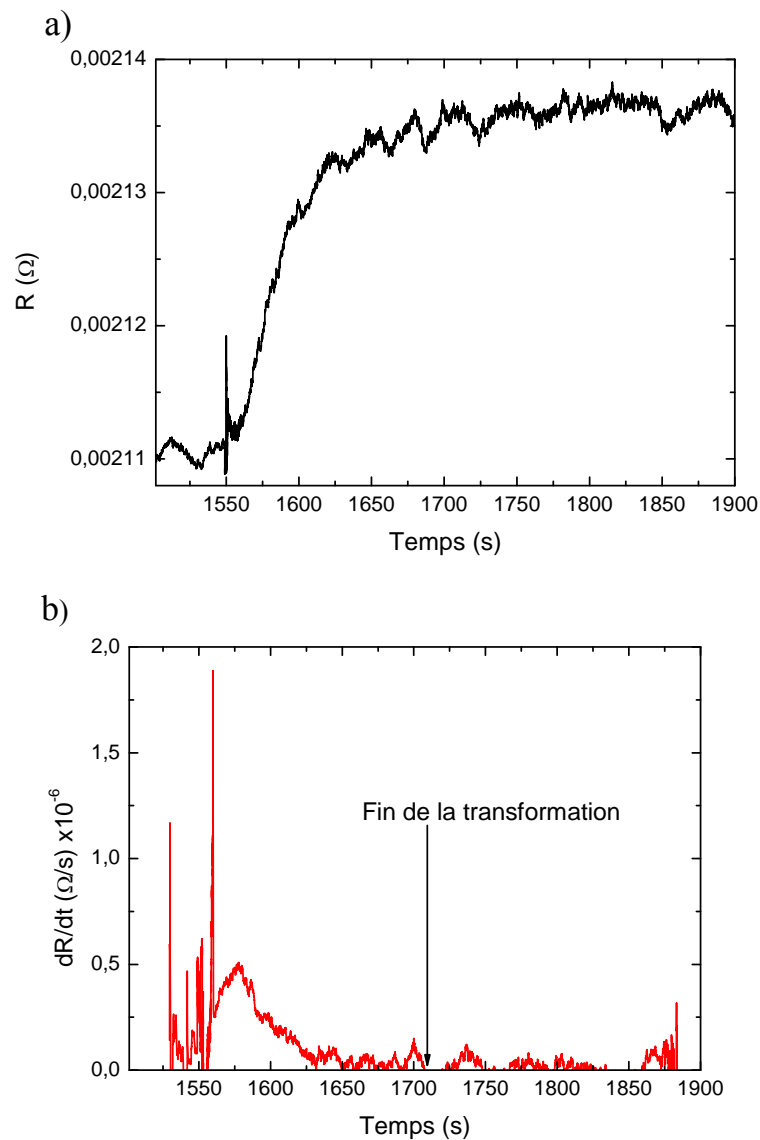 a)
0,00214
0,00213
0,00212
0,00211
R (Ω)
1550 1600 1650 1700 1750 1800 1850 1900
Temps (s)
b)
2,0
1,5
1,0
0,5
0,0
dR/dt (Ω/s) x10⁻⁶
Fin de la transformation
1550 1600 1650 1700 1750 1800 1850 1900
Temps (s)